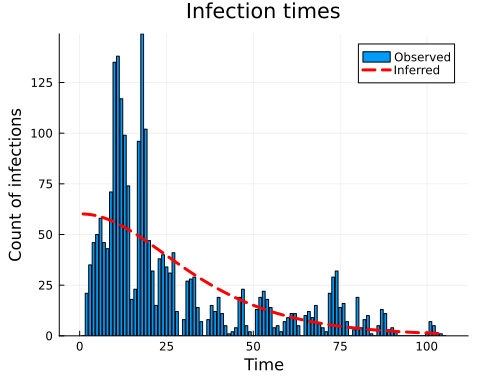 Infection times
Observed
Inferred
Count of infections
125
100
75
50
25
0
0 25 50 75 100
Time